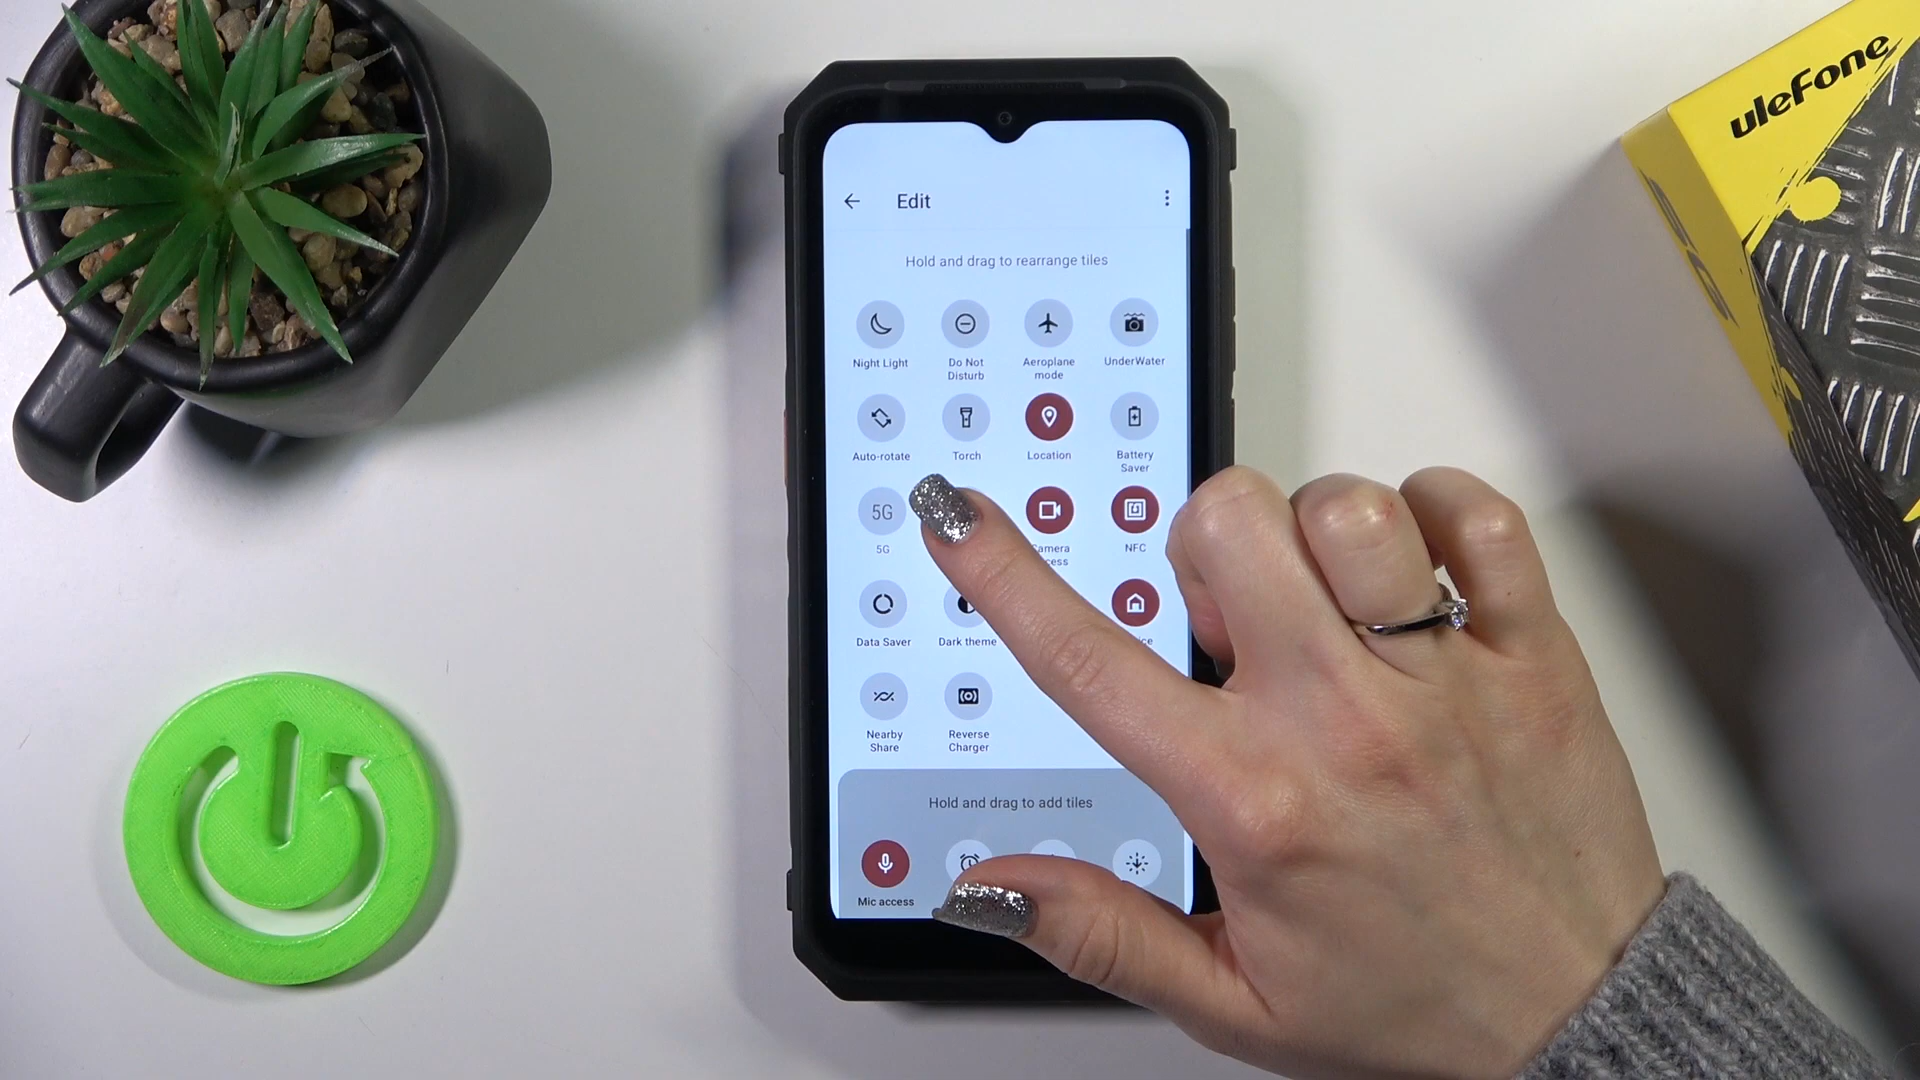 uleFone
5G
Edit
Hold and drag to rearrange tiles
Night Light
Do Not
Disturb
Aeroplane
mode
UnderWater
Auto-rotate
Torch
Location
Battery
Saver
5G
5G
NFC
Data Saver
Dark theme
Nearby
Share
Reverse
Charger
Hold and drag to add tiles
Mic access